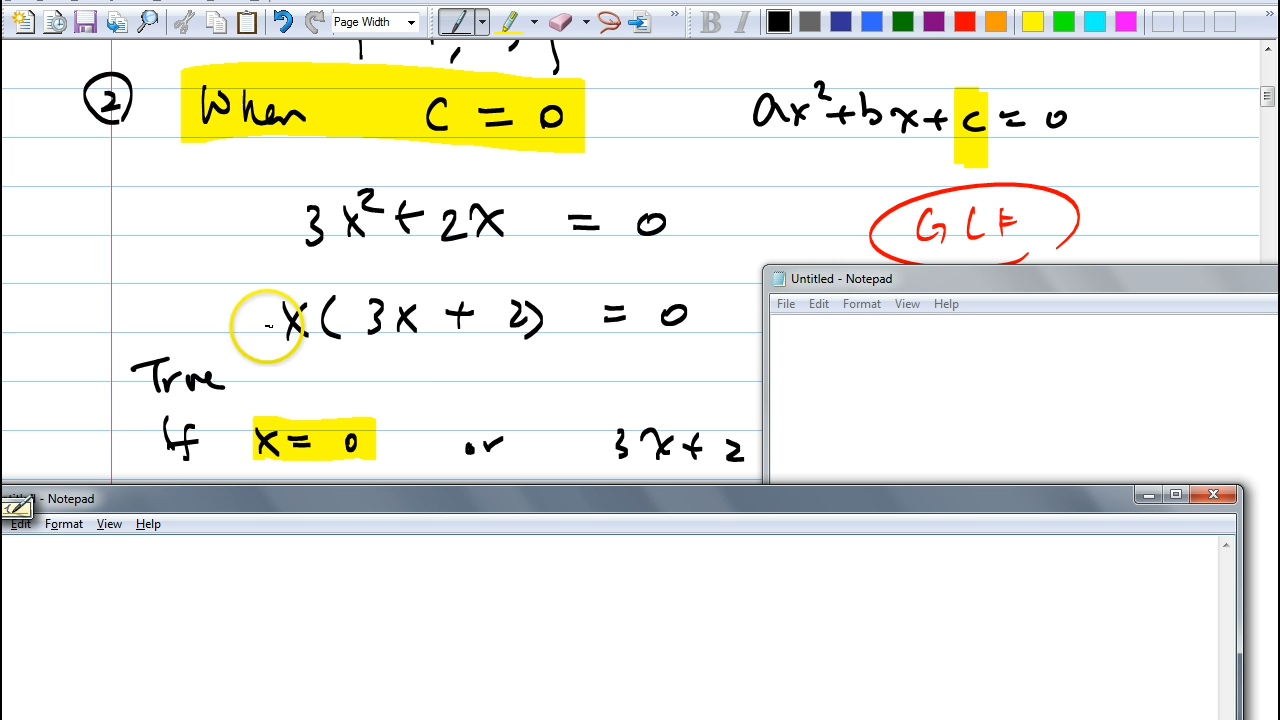 Page Width
B I
② When c = 0 ax²+bx+c = 0
3x²+ 2x = 0 GCF
x( 3x + 2) = 0
True
If x = 0 or 3x+ 2
Untitled - Notepad
File Edit Format View Help
- Notepad
Edit Format View Help